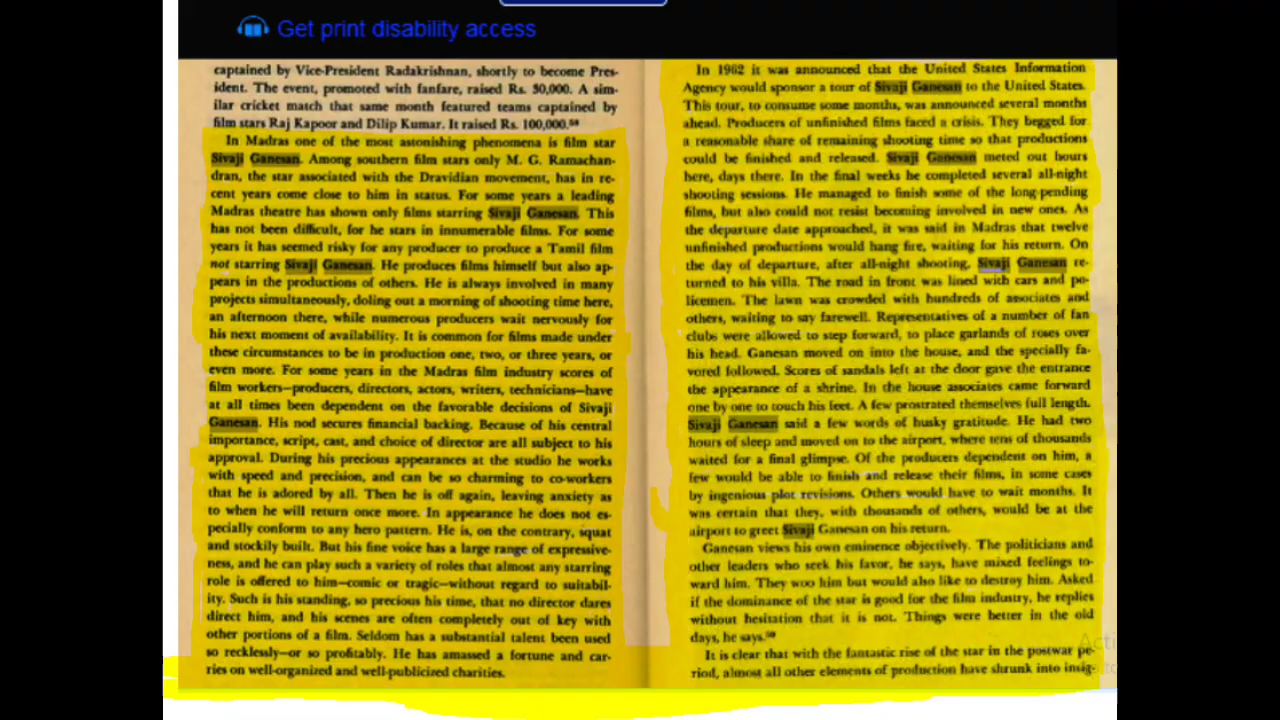 Get print disability access
captained by Vice-President Radakrishnan, shortly to become Pres-
ident. The event, promoted with fanfare, raised Rs. 50,000. A sim-
ilar cricket match that same month featured teams captained by
film stars Raj Kapoor and Dilip Kumar. It raised Rs. 100,000.
In Madras one of the most astonishing phenomena is film star
Sivaji Ganesan. Among southern film stars only M. G. Ramachan-
dran, the star associated with the Dravidian movement, has in re-
cent years come close to him in status. For some years a leading
Madras theatre has shown only films starring Sivaji Ganesan. This
has not been difficult, for he stars in innumerable films. For some
years it has seemed risky for any producer to produce a Tamil film
not starring Sivaji Ganesan. He produces films himself but also ap-
pears in the productions of others. He is always involved in many
projects simultaneously, doling out a morning of shooting time here,
an afternoon there, while numerous producers wait nervously for
his next moment of availability. It is common for films made under
these circumstances to be in production one, two, or three years, or
even more. For some years in the Madras film industry scores of
film workers—producers, directors, actors, writers, technicians—have
at all times been dependent on the favorable decisions of Sivaji
Ganesan. His nod secures financial backing. Because of his central
importance, script, cast, and choice of director are all subject to his
approval. During his precious appearances at the studio he works
with speed and precision, and can be so charming to co-workers
that he is adored by all. Then he is off again, leaving anxiety as
to when he will return once more. In appearance he does not es-
pecially conform to any hero pattern. He is, on the contrary, squat
and stockily built. But his fine voice has a large range of expressive-
ness, and he can play such a variety of roles that almost any starring
role is offered to him—comic or tragic—without regard to suitabil-
ity. Such is his standing, so precious his time, that no director dares
direct him, and his scenes are often completely out of key with
other portions of a film. Seldom has a substantial talent been used
so recklessly—or so profitably. He has amassed a fortune and car-
ries on well-organized and well-publicized charities.
In 1962 it was announced that the United States Information
Agency would sponsor a tour of Sivaji Ganesan to the United States.
This tour, to consume some months, was announced several months
ahead. Producers of unfinished films faced a crisis. They begged for
a reasonable share of remaining shooting time so that productions
could be finished and released. Sivaji Ganesan meted out hours
here, days there. In the final weeks he completed several all-night
shooting sessions. He managed to finish some of the long-pending
films, but also could not resist becoming involved in new ones. As
the departure date approached, it was said in Madras that twelve
unfinished productions would hang fire, waiting for his return. On
the day of departure, after all-night shooting, Sivaji Ganesan re-
turned to his villa. The road in front was lined with cars and po-
licemen. The lawn was crowded with hundreds of associates and
others, waiting to say farewell. Representatives of a number of fan
clubs were allowed to step forward, to place garlands of roses over
his head. Ganesan moved on into the house, and the specially fa-
vored followed. Scores of sandals left at the door gave the entrance
the appearance of a shrine. In the house associates came forward
one by one to touch his feet. A few prostrated themselves full length.
Sivaji Ganesan said a few words of husky gratitude. He had two
hours of sleep and moved on to the airport, where tens of thousands
waited for a final glimpse. Of the producers dependent on him, a
few would be able to finish and release their films, in some cases
by ingenious plot revisions. Others would have to wait months. It
was certain that they, with thousands of others, would be at the
airport to greet Sivaji Ganesan on his return.
Ganesan views his own eminence objectively. The politicians and
other leaders who seek his favor, he says, have mixed feelings to-
ward him. They woo him but would also like to destroy him. Asked
if the dominance of the star is good for the film industry, he replies
without hesitation that it is not. Things were better in the old
days, he says.
It is clear that with the fantastic rise of the star in the postwar pe-
riod, almost all other elements of production have shrunk into insig-